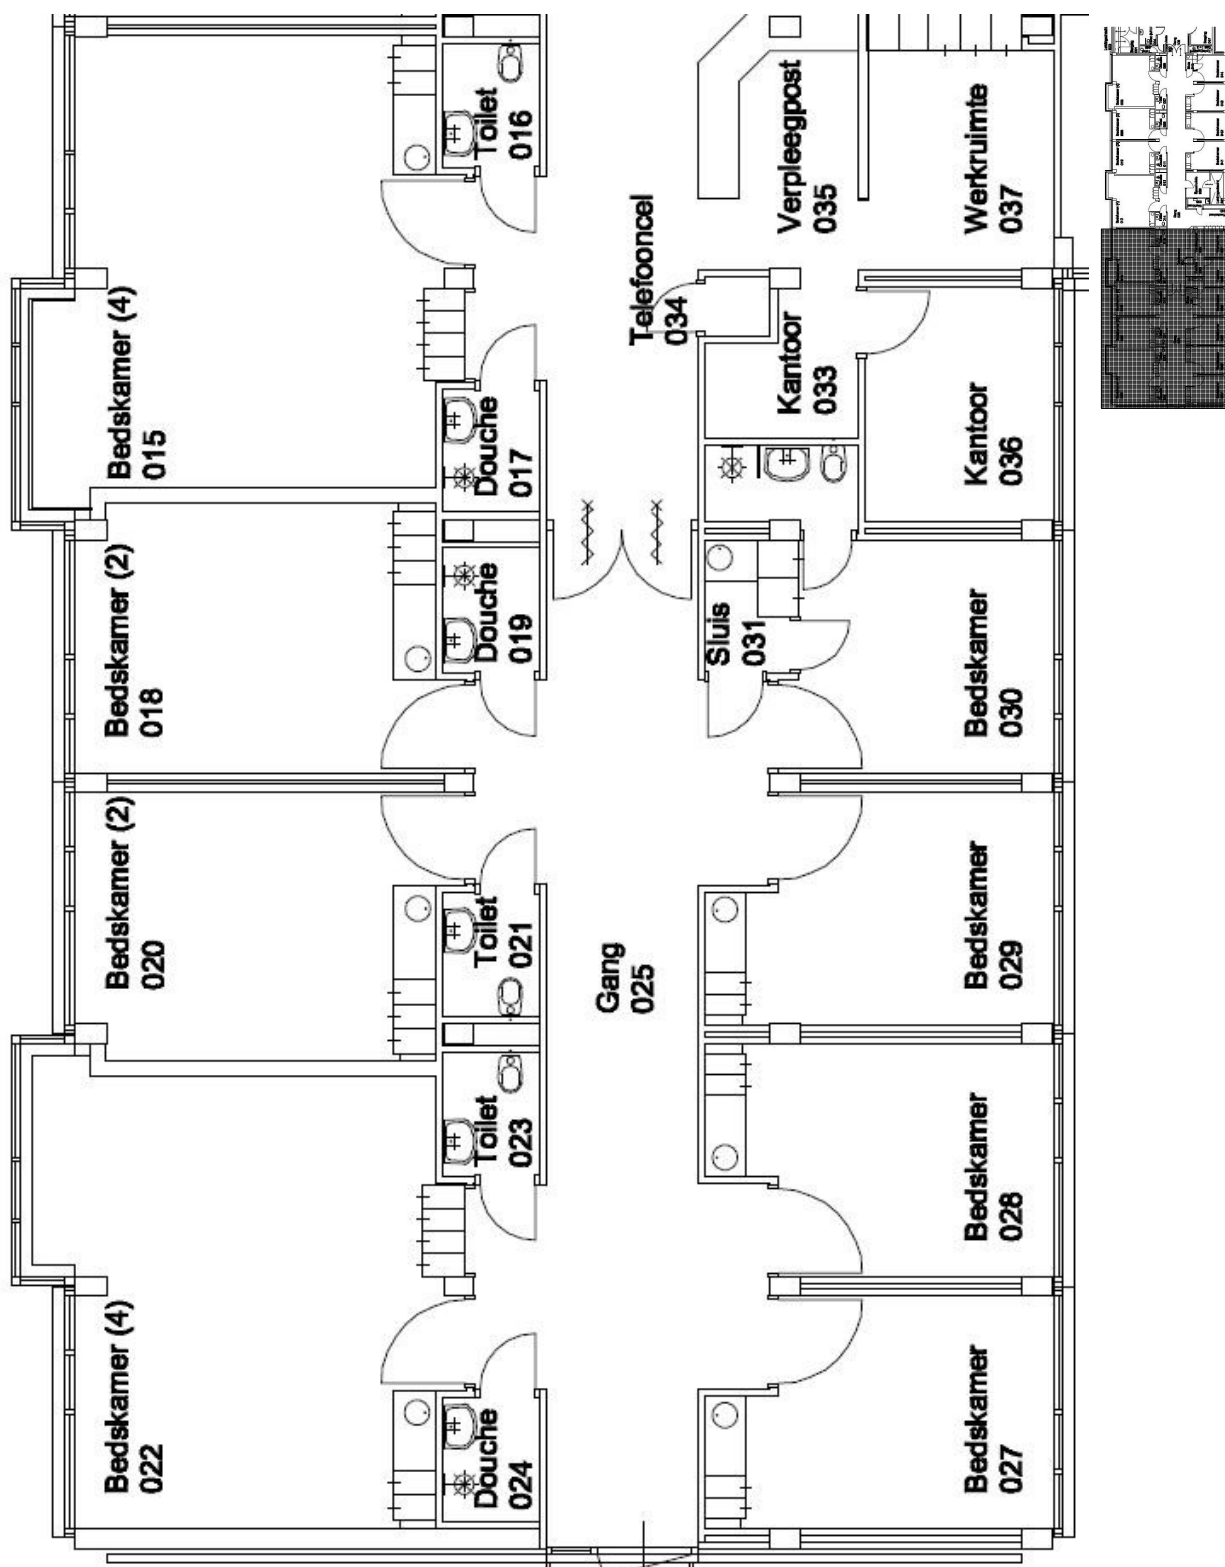 Toilet
016
Verpleegpost
035
Werkruimte
037
Bedskamer (4)
015
Telefooncel
034
Kantoor
033
Douche
017
Kantoor
036
Bedskamer (2)
018
Douche
019
Sluis
031
Bedskamer
030
Bedskamer (2)
020
Toilet
021
Gang
025
Bedskamer
029
Toilet
023
Bedskamer
028
Bedskamer (4)
022
Douche
024
Bedskamer
027